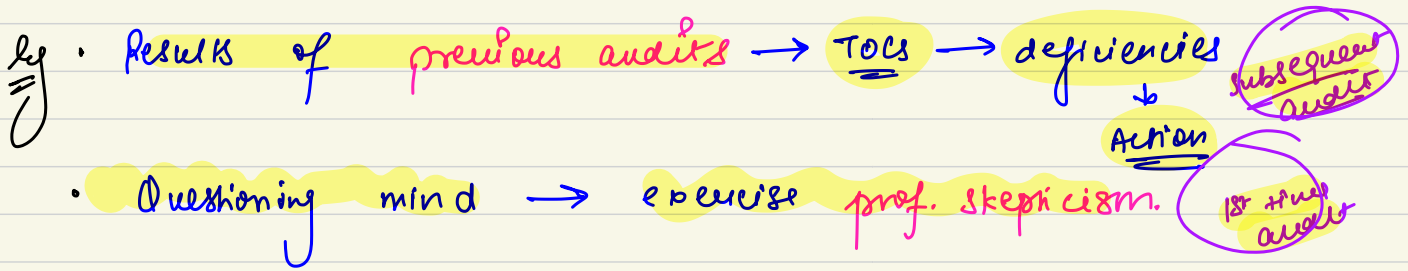 eg • Results of previous audits → TOCs → deficiencies
subsequent audit
↓
Action
• Questioning mind → exercise prof. skepticism.
1st time audit